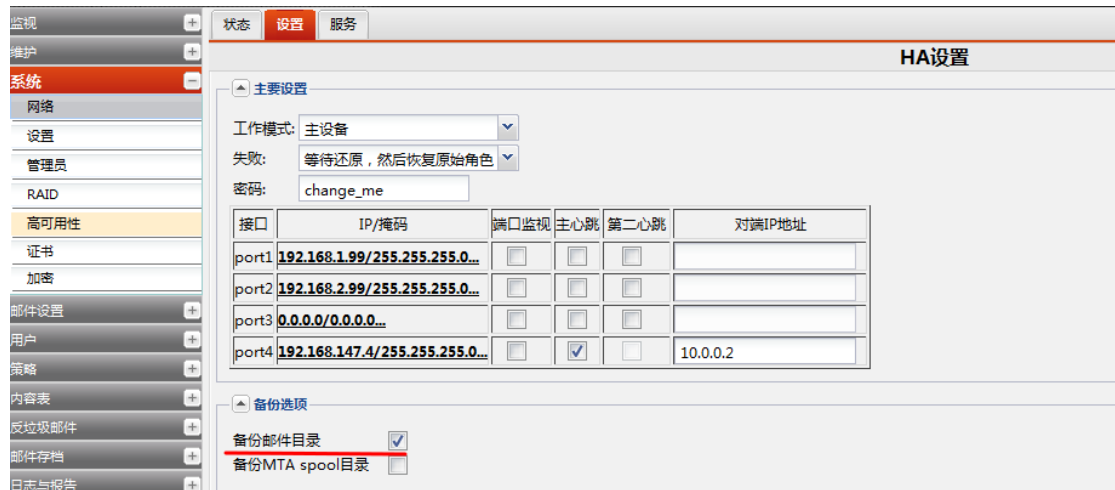 监视
维护
系统
网络
设置
管理员
RAID
高可用性
证书
加密
邮件设置
用户
策略
内容表
反垃圾邮件
邮件存档
日志与报告
状态 设置 服务
HA设置
主要设置
工作模式: 主设备
失败: 等待还原，然后恢复原始角色
密码: change_me
接口 IP/掩码 端口监视 主心跳 第二心跳 对端IP地址
port1 192.168.1.99/255.255.255.0...
port2 192.168.2.99/255.255.255.0...
port3 0.0.0.0/0.0.0.0...
port4 192.168.147.4/255.255.255.0... 10.0.0.2
备份选项
备份邮件目录
备份MTA spool目录